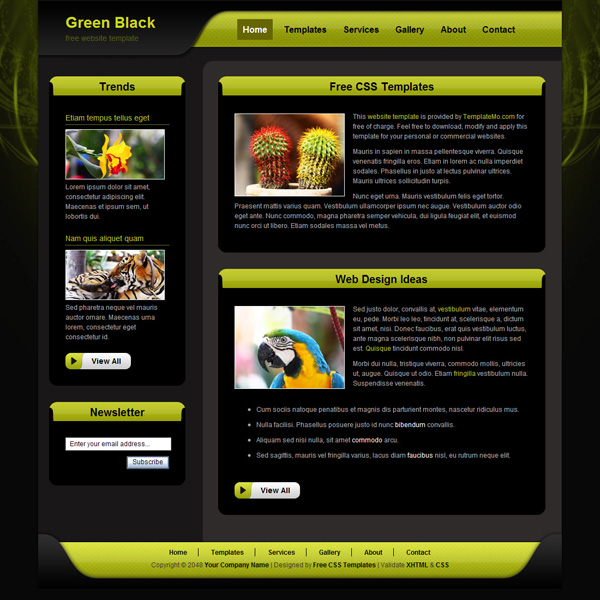 Green Black
free website template
Home Templates Services Gallery About Contact
Trends
Etiam tempus tellus eget
Lorem ipsum dolor sit amet,
consectetur adipiscing elit.
Maecenas et ipsum sem, ut
lobortis dui.
Nam quis aliquet quam
Sed pharetra neque vel mauris
auctor ornare. Maecenas urna
lorem, consectetur eget
consectetur id.
View All
Newsletter
Enter your email address...
Subscribe
Free CSS Templates
This website template is provided by TemplateMo.com for
free of charge. Feel free to download, modify and apply this
template for your personal or commercial websites.
Mauris in sapien in massa pellentesque viverra. Quisque
venenatis fringilla eros. Etiam in lorem ac nulla imperdiet
sodales. Phasellus in justo at lectus pulvinar ultrices.
Mauris ultrices sollicitudin turpis.
Nunc eget urna. Mauris vestibulum felis eget tortor.
Praesent mattis varius quam. Vestibulum ullamcorper ipsum nec augue. Vestibulum auctor odio
eget ante. Nunc commodo, magna pharetra semper vehicula, dui ligula feugiat elit, et euismod
nunc orci ut libero. Etiam sodales massa vel metus.
Web Design Ideas
Sed justo dolor, convallis at, vestibulum vitae, elementum
eu, pede. Morbi leo leo, tincidunt at, scelerisque a, dictum
sit amet, nisi. Donec faucibus, erat quis vestibulum luctus,
ante magna scelerisque nibh, non pulvinar elit risus sed
est. Quisque tincidunt commodo nisl.
Morbi dui nulla, tristique viverra, commodo mollis, ultricies
ut, augue. Quisque ut odio. Etiam fringilla vestibulum nulla.
Suspendisse venenatis.
Cum sociis natoque penatibus et magnis dis parturient montes, nascetur ridiculus mus.
Nulla facilisi. Phasellus posuere justo id nunc bibendum convallis.
Aliquam sed nisi nulla, sit amet commodo arcu.
Sed sagittis, mauris vel fringilla varius, lacus diam faucibus nisl, eu rutrum neque elit.
View All
Home | Templates | Services | Gallery | About | Contact
Copyright © 2048 Your Company Name | Designed by Free CSS Templates | Validate XHTML & CSS